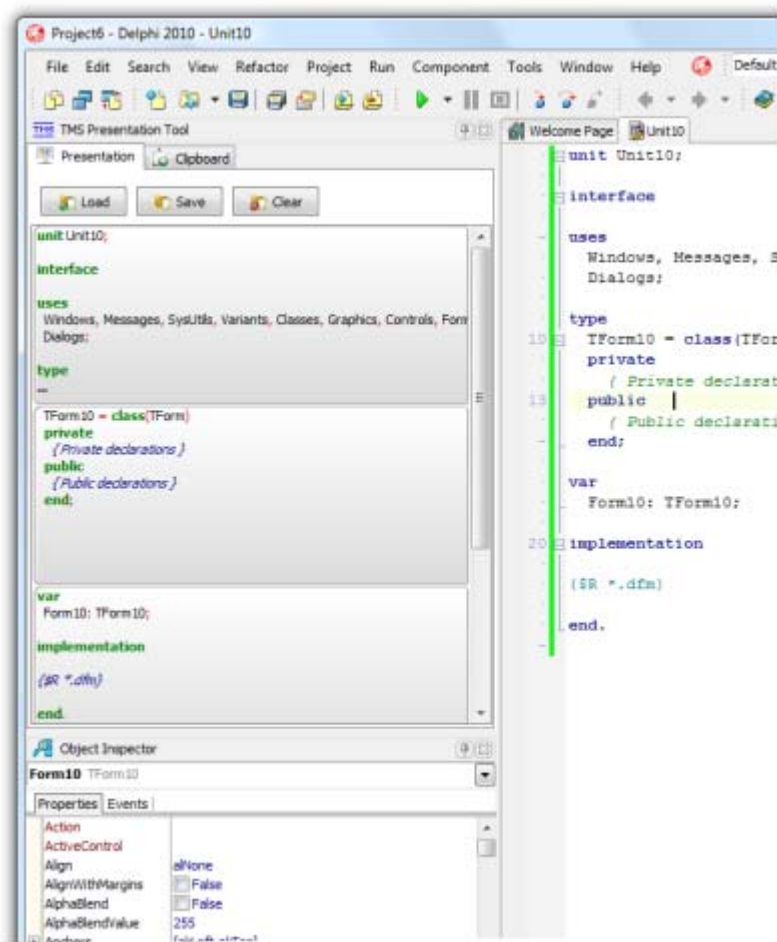 Project6 - Delphi 2010 - Unit10
File Edit Search View Refactor Project Run Component Tools Window Help Default
TMS Presentation Tool
Presentation Clipboard
Load Save Clear
unit Unit10;
interface
uses
Windows, Messages, SysUtils, Variants, Classes, Graphics, Controls, Form
Dialogs;
type
TForm10 = class(TForm)
private
{ Private declarations }
public
{ Public declarations }
end;
var
Form10: TForm10;
implementation
{$R *.dfm}
end.
Object Inspector
Form10 TForm10
Properties Events
Action
ActiveControl
Align alNone
AlignWithMargins False
AlphaBlend False
AlphaBlendValue 255
Anchors
Welcome Page Unit10
unit Unit10;
interface
uses
Windows, Messages, S
Dialogs;
type
10 TForm10 = class(TFor
private
{ Private declarat
13 public
{ Public declarati
end;
var
Form10: TForm10;
20 implementation
{$R *.dfm}
end.